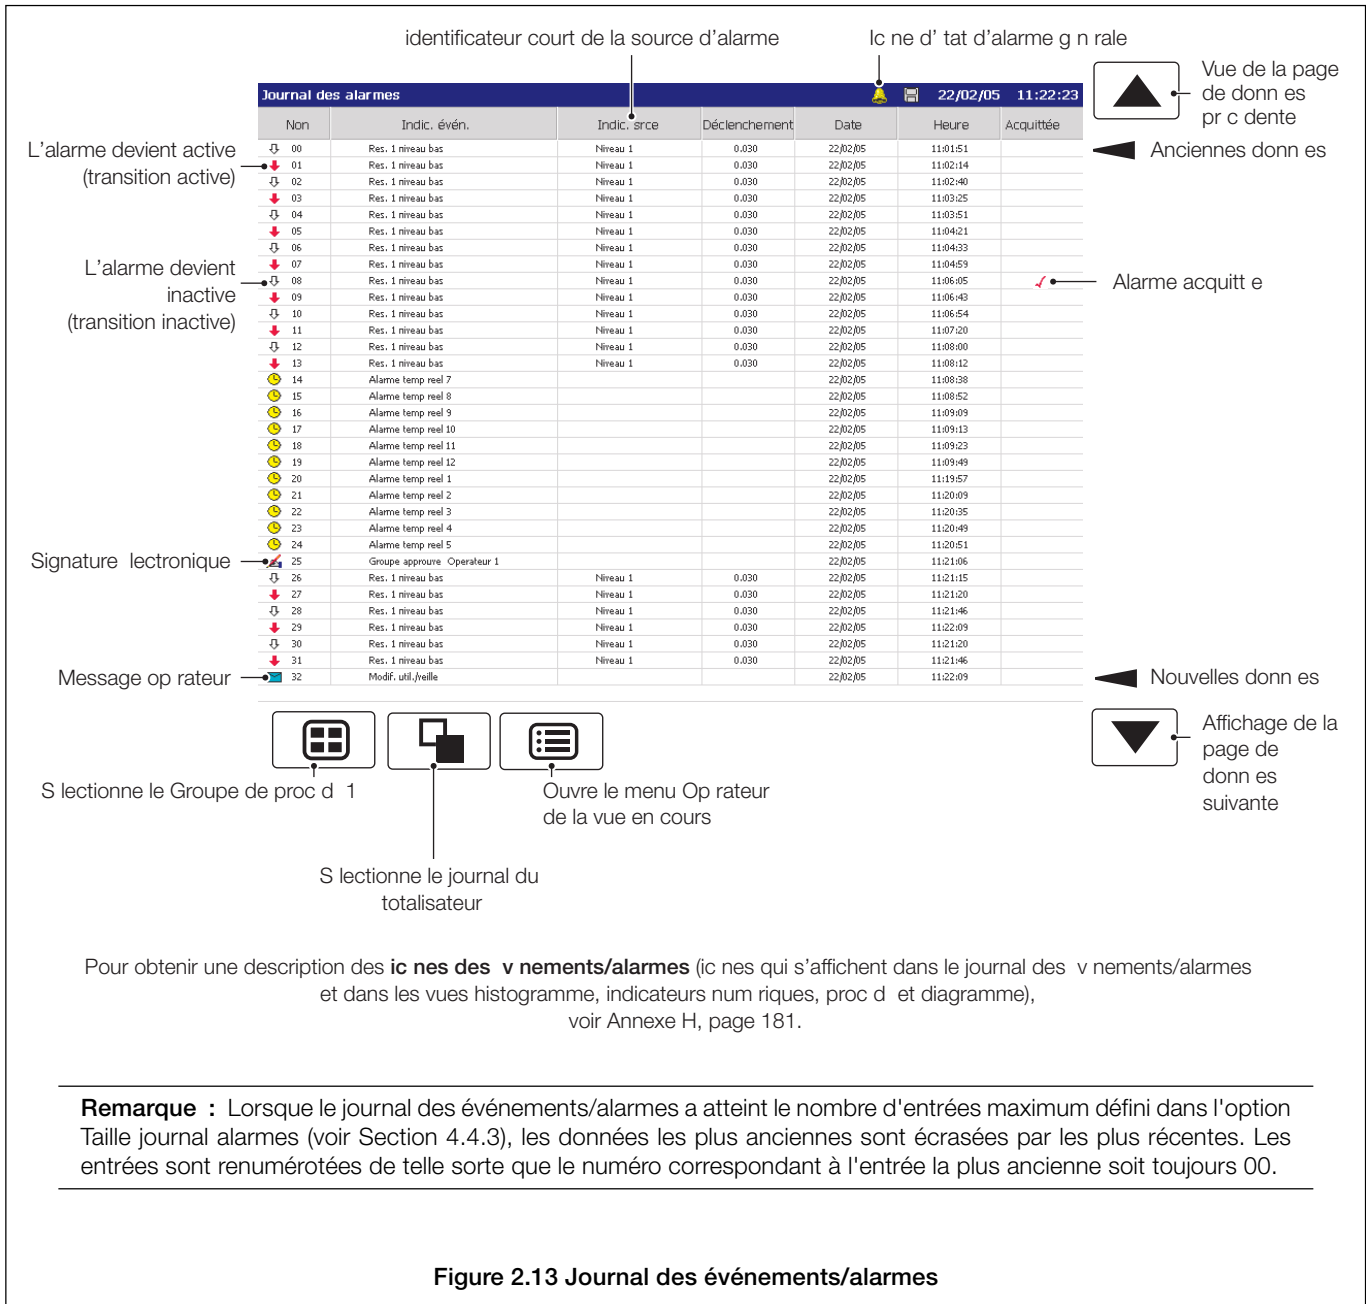 identificateur court de la source d'alarme
Ic ne d' tat d'alarme g n rale
Vue de la page
de donn es
pr c dente
Journal des alarmes 22/02/05 11:22:23
Non Indic. évén. Indic. srce Déclenchement Date Heure Acquittée
L'alarme devient active
(transition active)
Anciennes donn es
00 Res. 1 niveau bas Niveau 1 0.030 22/02/05 11:01:51
01 Res. 1 niveau bas Niveau 1 0.030 22/02/05 11:02:14
02 Res. 1 niveau bas Niveau 1 0.030 22/02/05 11:02:40
03 Res. 1 niveau bas Niveau 1 0.030 22/02/05 11:03:25
04 Res. 1 niveau bas Niveau 1 0.030 22/02/05 11:03:51
05 Res. 1 niveau bas Niveau 1 0.030 22/02/05 11:04:21
06 Res. 1 niveau bas Niveau 1 0.030 22/02/05 11:04:33
07 Res. 1 niveau bas Niveau 1 0.030 22/02/05 11:04:59
L'alarme devient
inactive
(transition inactive)
08 Res. 1 niveau bas Niveau 1 0.030 22/02/05 11:06:05
Alarme acquitt e
09 Res. 1 niveau bas Niveau 1 0.030 22/02/05 11:06:43
10 Res. 1 niveau bas Niveau 1 0.030 22/02/05 11:06:54
11 Res. 1 niveau bas Niveau 1 0.030 22/02/05 11:07:20
12 Res. 1 niveau bas Niveau 1 0.030 22/02/05 11:08:00
13 Res. 1 niveau bas Niveau 1 0.030 22/02/05 11:08:12
14 Alarme temp reel 7 22/02/05 11:08:38
15 Alarme temp reel 8 22/02/05 11:08:52
16 Alarme temp reel 9 22/02/05 11:09:09
17 Alarme temp reel 10 22/02/05 11:09:13
18 Alarme temp reel 11 22/02/05 11:09:23
19 Alarme temp reel 12 22/02/05 11:09:49
20 Alarme temp reel 1 22/02/05 11:19:57
21 Alarme temp reel 2 22/02/05 11:20:09
22 Alarme temp reel 3 22/02/05 11:20:35
23 Alarme temp reel 4 22/02/05 11:20:49
24 Alarme temp reel 5 22/02/05 11:20:51
Signature lectronique
25 Groupe approuve Operateur 1 22/02/05 11:21:06
26 Res. 1 niveau bas Niveau 1 0.030 22/02/05 11:21:15
27 Res. 1 niveau bas Niveau 1 0.030 22/02/05 11:21:20
28 Res. 1 niveau bas Niveau 1 0.030 22/02/05 11:21:46
29 Res. 1 niveau bas Niveau 1 0.030 22/02/05 11:22:09
30 Res. 1 niveau bas Niveau 1 0.030 22/02/05 11:21:20
31 Res. 1 niveau bas Niveau 1 0.030 22/02/05 11:21:46
Message op rateur
32 Modif. util./veille 22/02/05 11:22:09
Nouvelles donn es
Affichage de la
page de
donn es
suivante
S lectionne le Groupe de proc d 1
Ouvre le menu Op rateur
de la vue en cours
S lectionne le journal du
totalisateur
Pour obtenir une description des ic nes des v nements/alarmes (ic nes qui s'affichent dans le journal des v nements/alarmes
et dans les vues histogramme, indicateurs num riques, proc d et diagramme),
voir Annexe H, page 181.
Remarque : Lorsque le journal des événements/alarmes a atteint le nombre d'entrées maximum défini dans l'option
Taille journal alarmes (voir Section 4.4.3), les données les plus anciennes sont écrasées par les plus récentes. Les
entrées sont renumérotées de telle sorte que le numéro correspondant à l'entrée la plus ancienne soit toujours 00.
Figure 2.13 Journal des événements/alarmes